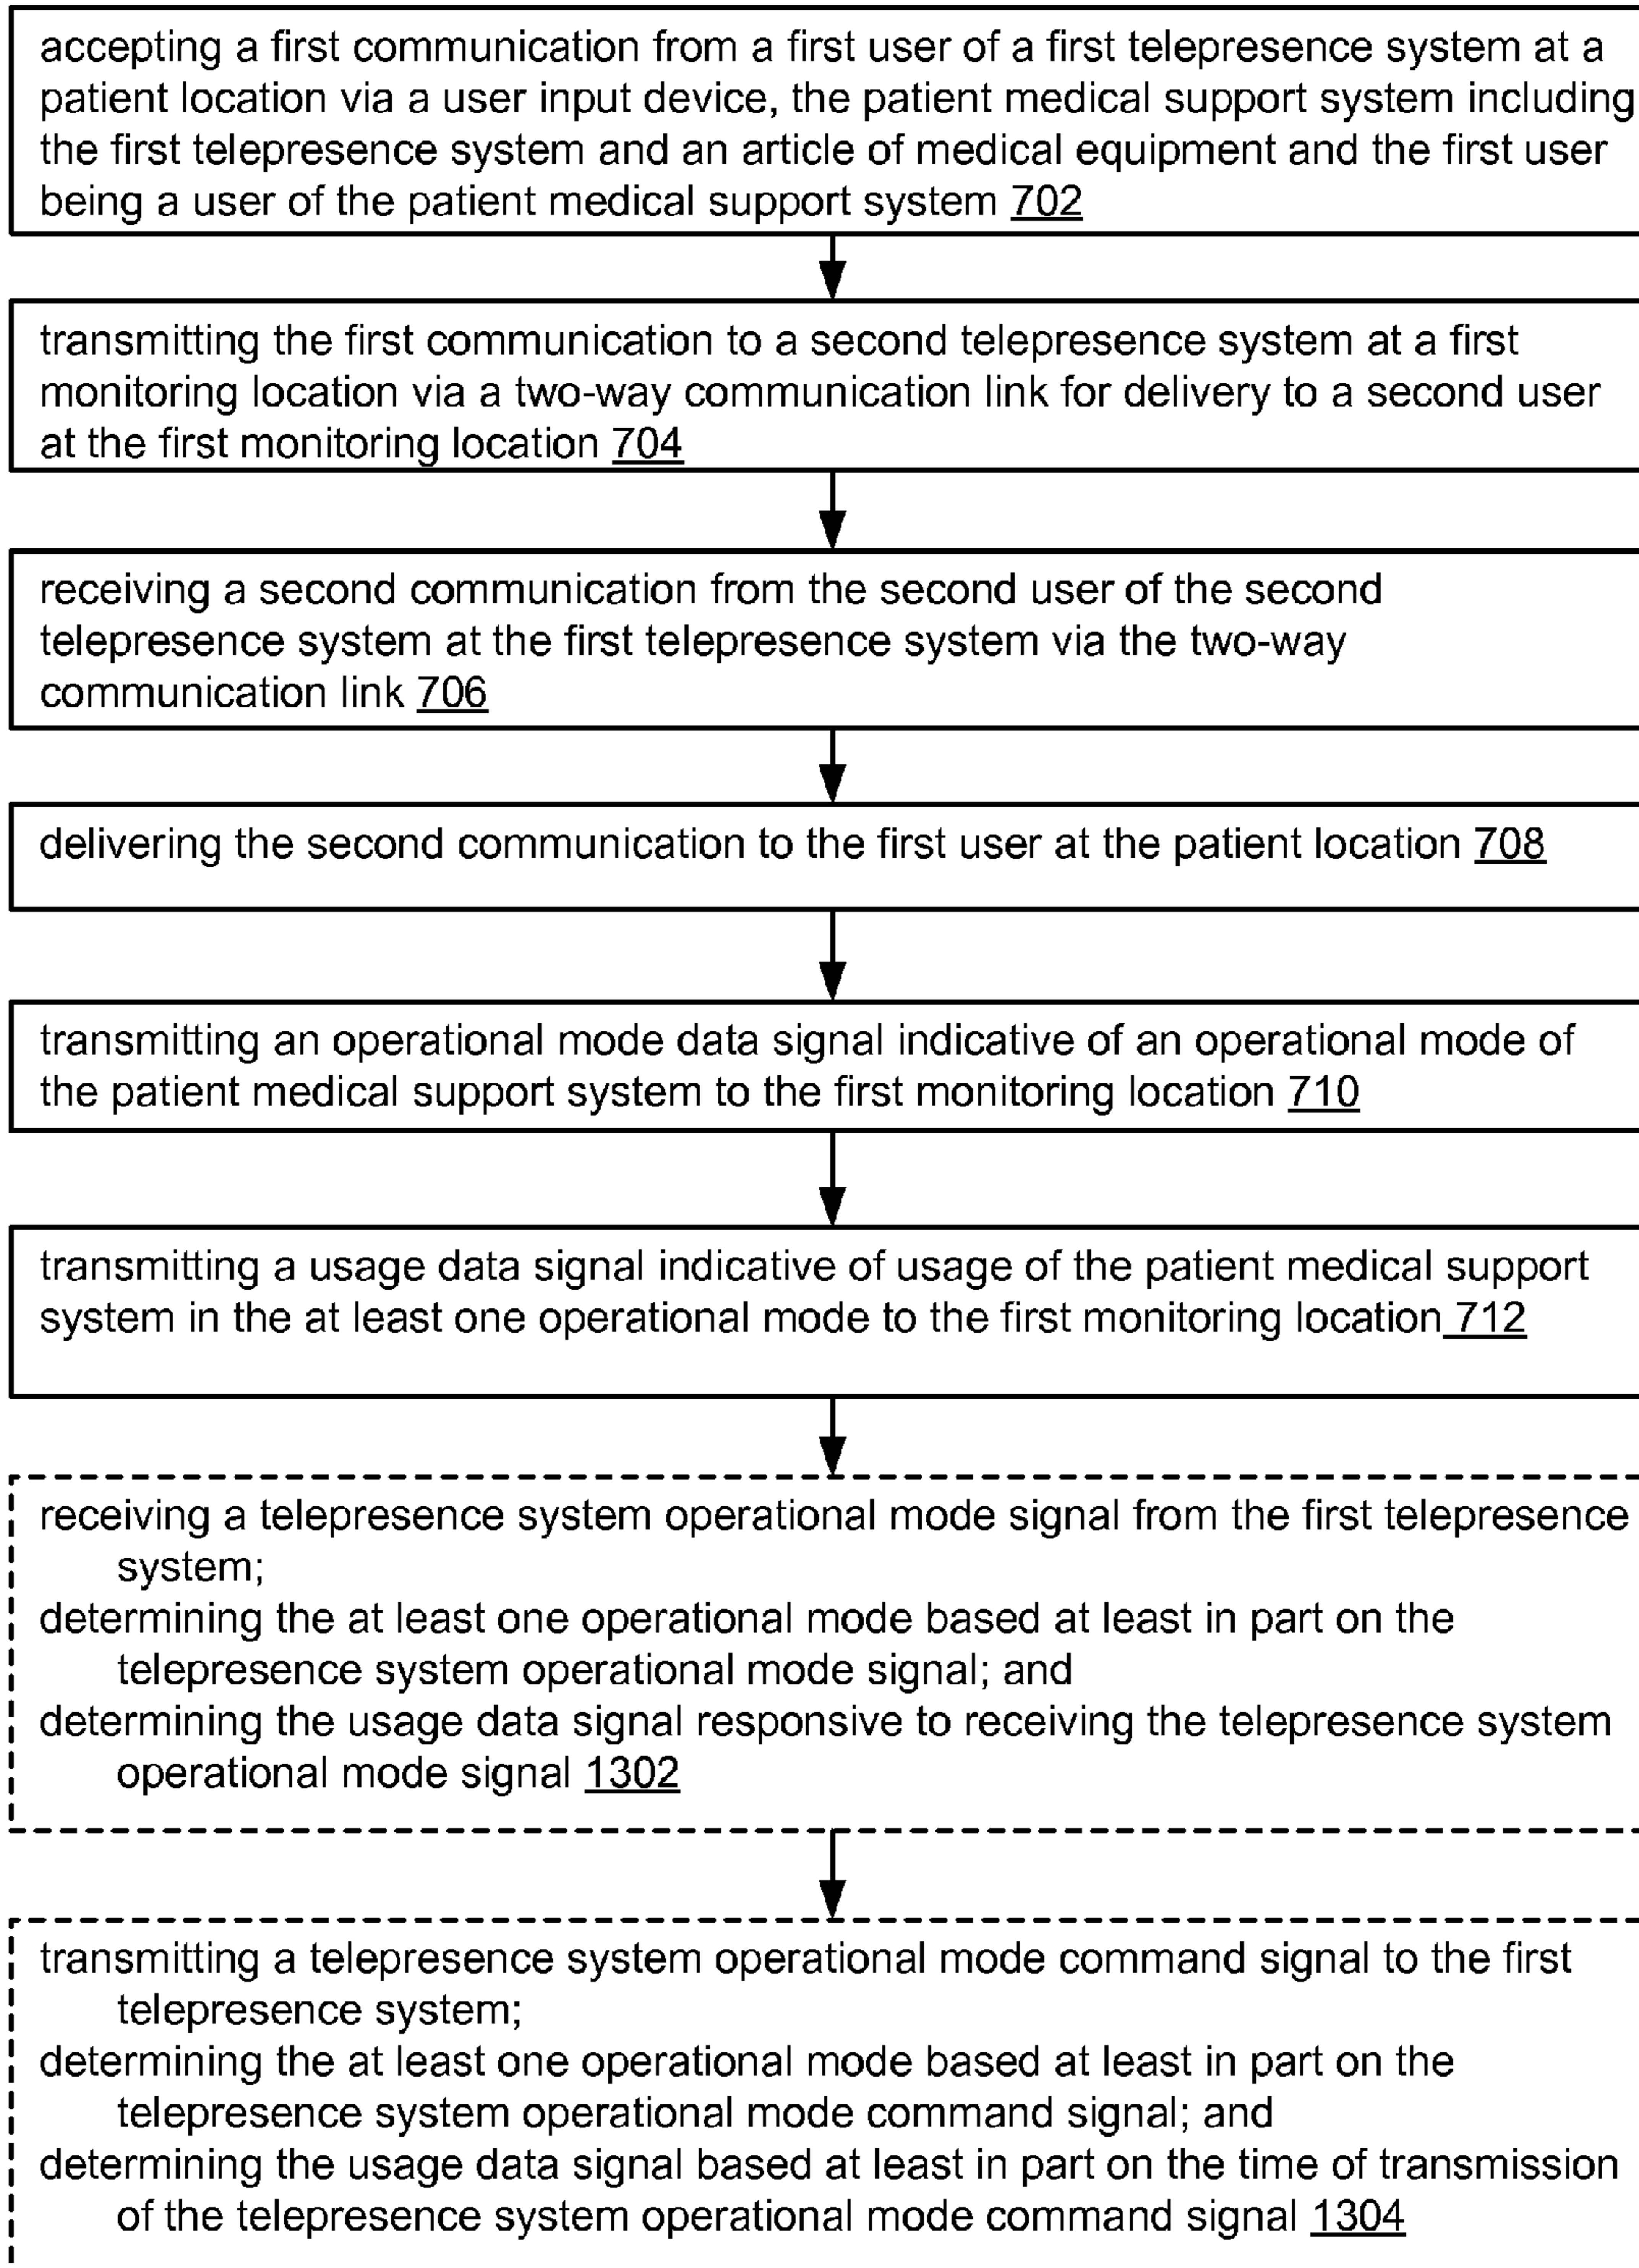 accepting a first communication from a first user of a first telepresence system at a
patient location via a user input device, the patient medical support system including
the first telepresence system and an article of medical equipment and the first user
being a user of the patient medical support system 702
transmitting the first communication to a second telepresence system at a first
monitoring location via a two-way communication link for delivery to a second user
at the first monitoring location 704
receiving a second communication from the second user of the second
telepresence system at the first telepresence system via the two-way
communication link 706
delivering the second communication to the first user at the patient location 708
transmitting an operational mode data signal indicative of an operational mode of
the patient medical support system to the first monitoring location 710
transmitting a usage data signal indicative of usage of the patient medical support
system in the at least one operational mode to the first monitoring location 712
receiving a telepresence system operational mode signal from the first telepresence
system;
determining the at least one operational mode based at least in part on the
telepresence system operational mode signal; and
determining the usage data signal responsive to receiving the telepresence system
operational mode signal 1302
transmitting a telepresence system operational mode command signal to the first
telepresence system;
determining the at least one operational mode based at least in part on the
telepresence system operational mode command signal; and
determining the usage data signal based at least in part on the time of transmission
of the telepresence system operational mode command signal 1304